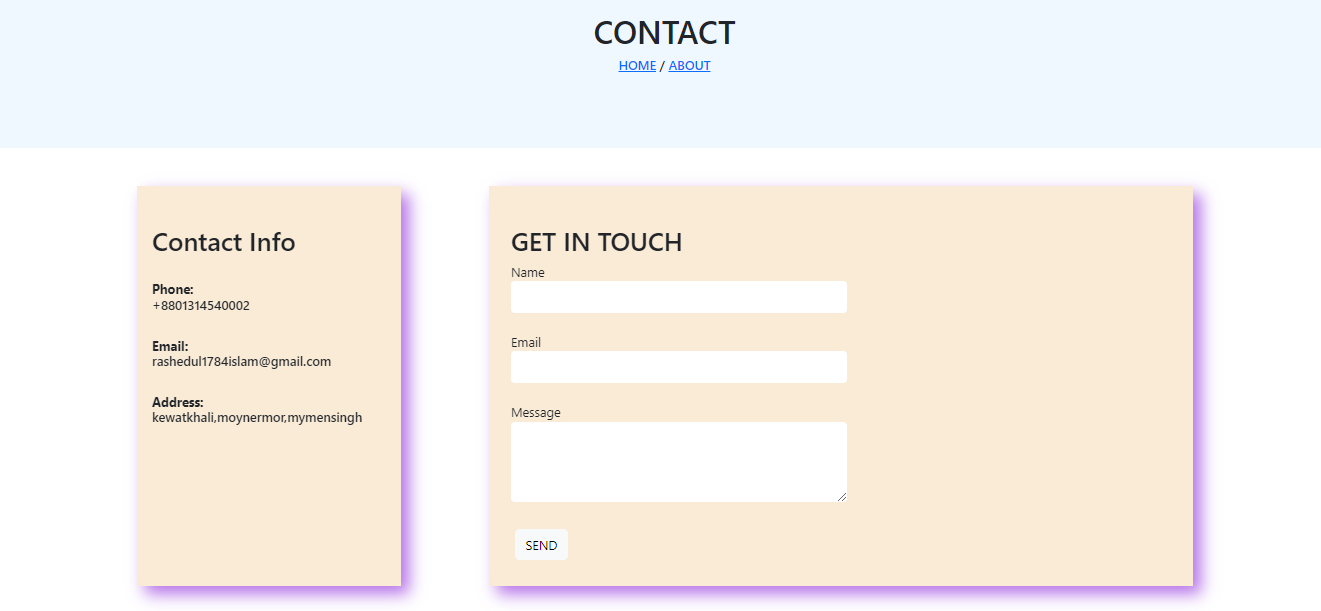 CONTACT
HOME / ABOUT
Contact Info
Phone:
+8801314540002
Email:
rashedul1784islam@gmail.com
Address:
kewatkhali,moynermor,mymensingh
GET IN TOUCH
Name
Email
Message
SEND